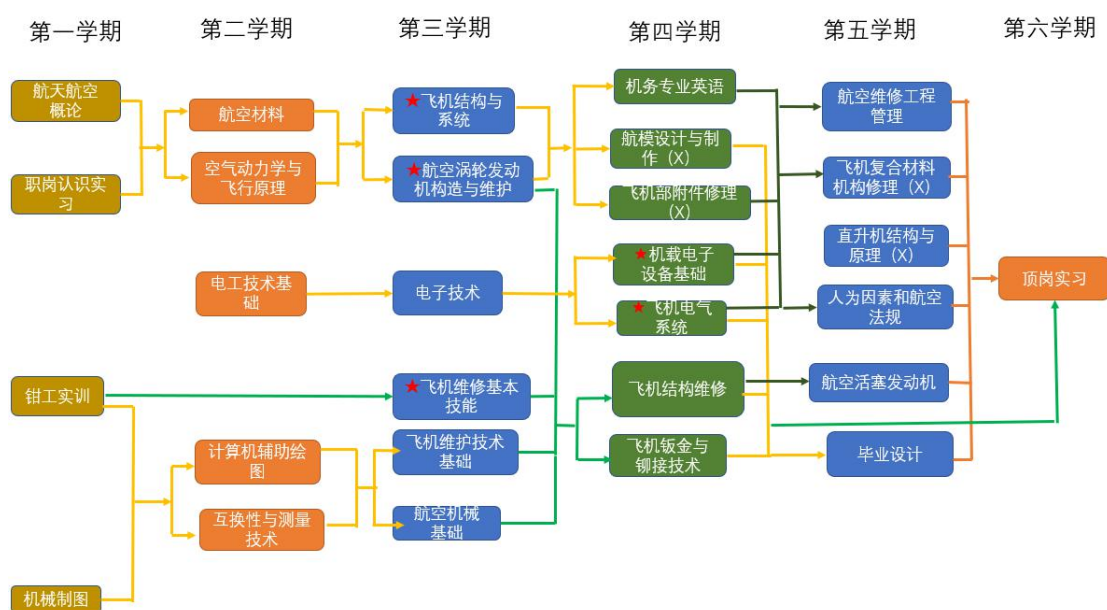 第一学期
第二学期
第三学期
第四学期
第五学期
第六学期
航天航空
概论
职岗认识实
习
钳工实训
机械制图
航空材料
空气动力学与
飞行原理
电工技术基
础
计算机辅助绘
图
互换性与测量
技术
★飞机结构与
系统
★航空涡轮发动
机构造与维护
电子技术
★飞机维修基本
技能
飞机维护技术
基础
航空机械
基础
机务专业英语
航模设计与制
作（X）
飞机部附件修理
（X）
★机载电子
设备基础
★飞机电气
系统
飞机结构维修
飞机钣金与
铆接技术
航空维修工程
管理
飞机复合材料
机构修理（X）
直升机结构与
原理（X）
人为因素和航空
法规
航空活塞发动机
毕业设计
顶岗实习